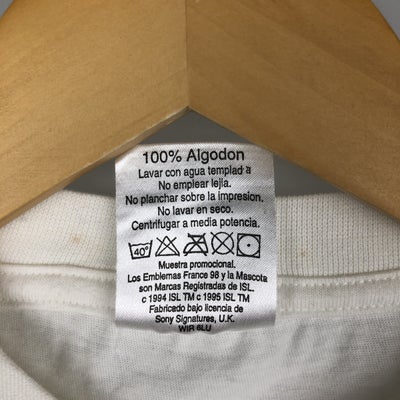 100% Algodon
Lavar con agua templad a
No emplear lejía.
No planchar sobre la impresion.
No lavar en seco.
Centrifugar a media potencia.
40°
Muestra promocional.
Los Emblemas France 98 y la Mascota
son Marcas Registradas de ISL.
c 1994 ISL TM c 1995 ISL TM
Fabricado bajo licencia de
Sony Signatures, U.K.
WIR 6LU